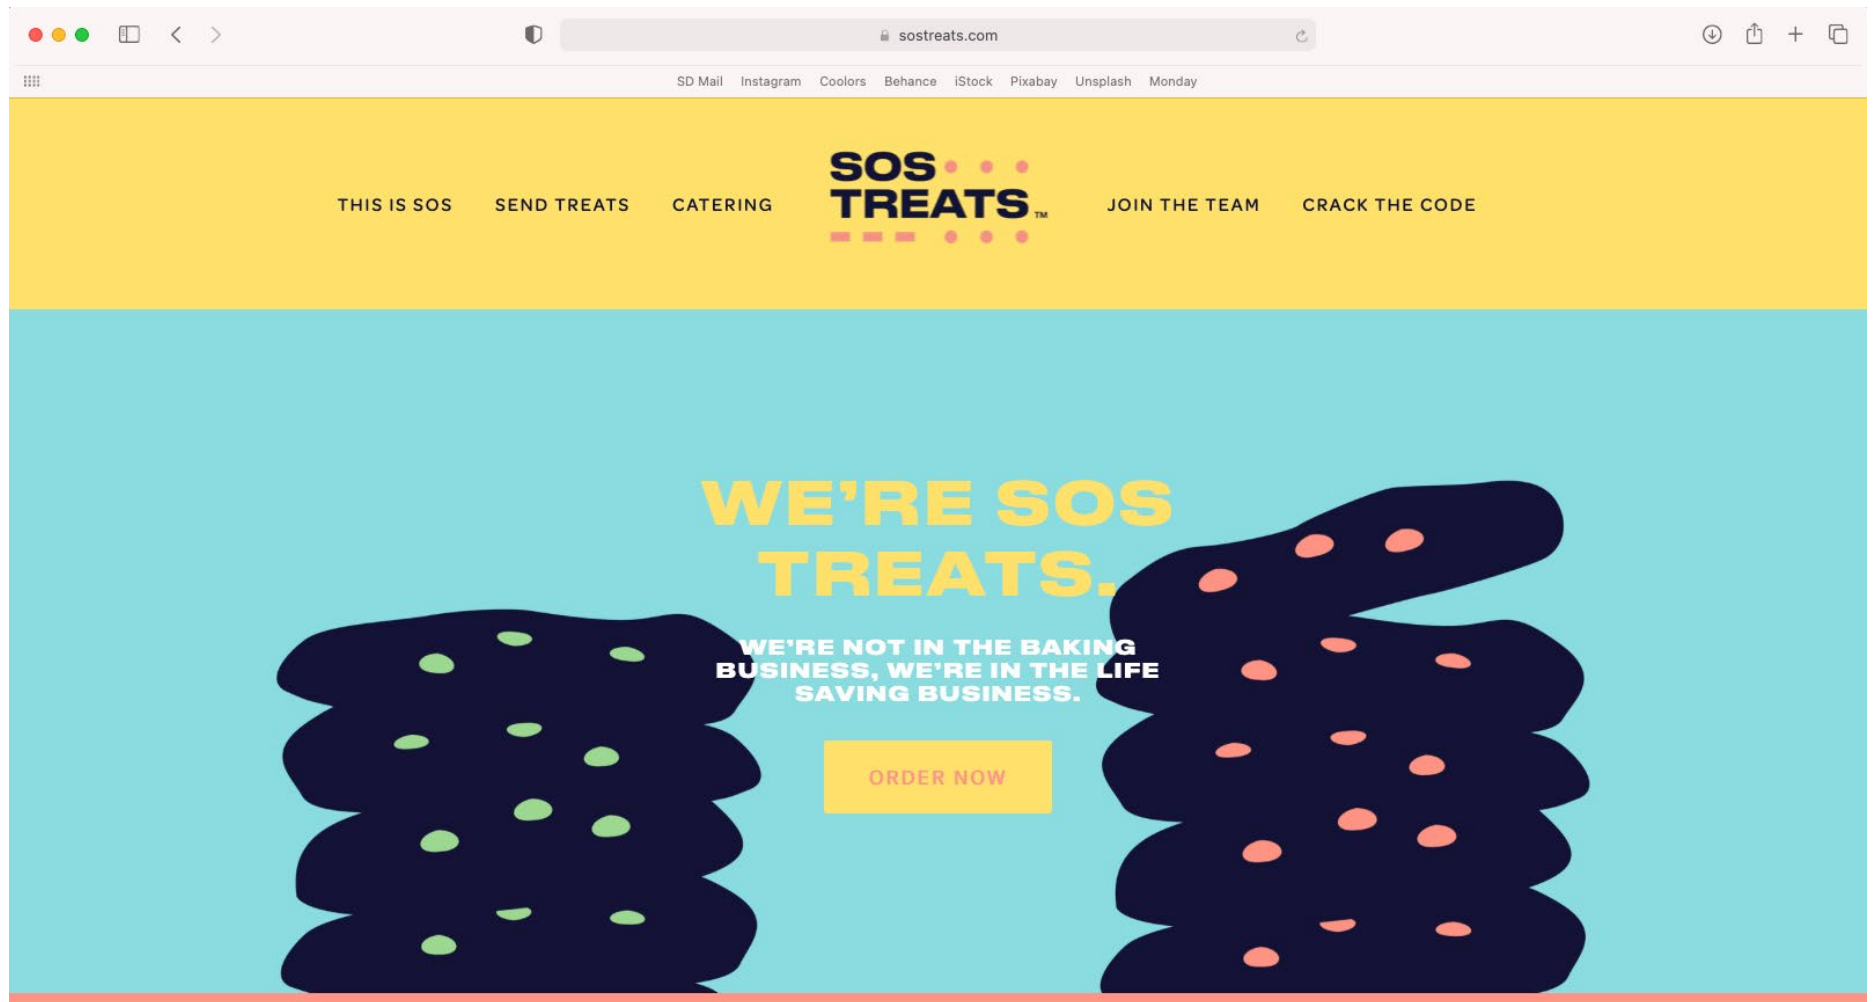 sostreats.com
SD Mail Instagram Coolors Behance iStock Pixabay Unsplash Monday
THIS IS SOS SEND TREATS CATERING
SOS
TREATS™
JOIN THE TEAM CRACK THE CODE
WE'RE SOS
TREATS.
WE'RE NOT IN THE BAKING
BUSINESS, WE'RE IN THE LIFE
SAVING BUSINESS.
ORDER NOW